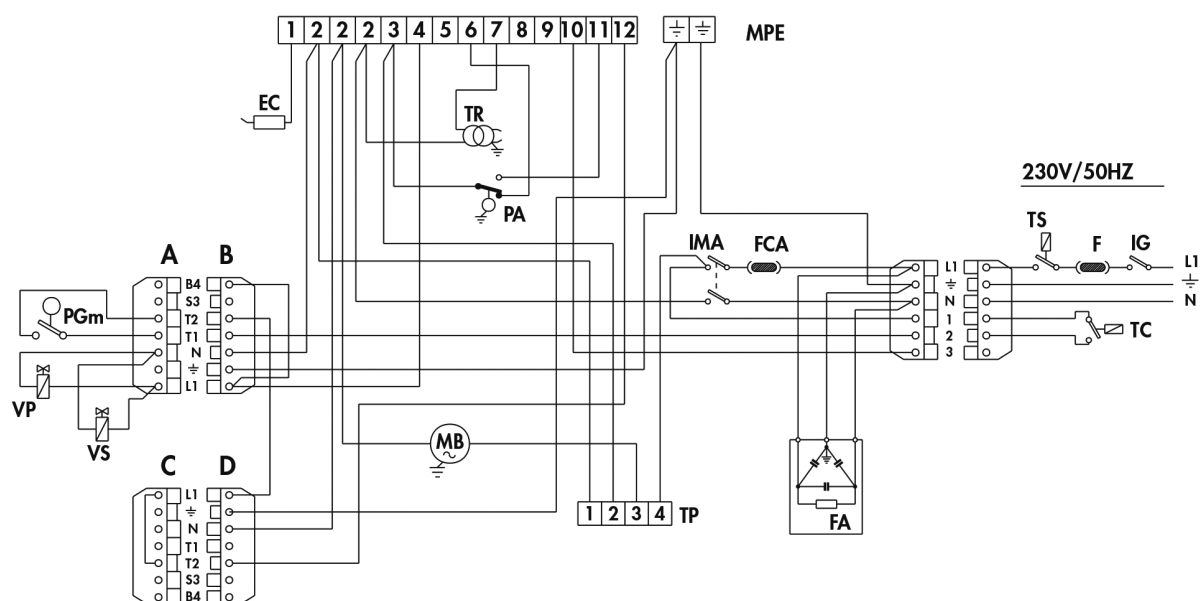 1 2 2 2 3 4 5 6 7 8 9 10 11 12
MPE
EC
TR
PA
230V/50HZ
TS
F
IG
IMA
FCA
L1
N
L1
N
1
2
3
TC
A B
B4
S3
T2
T1
N
L1
PGm
VP
VS
MB
C D
L1
N
T1
T2
S3
B4
1 2 3 4
TP
FA